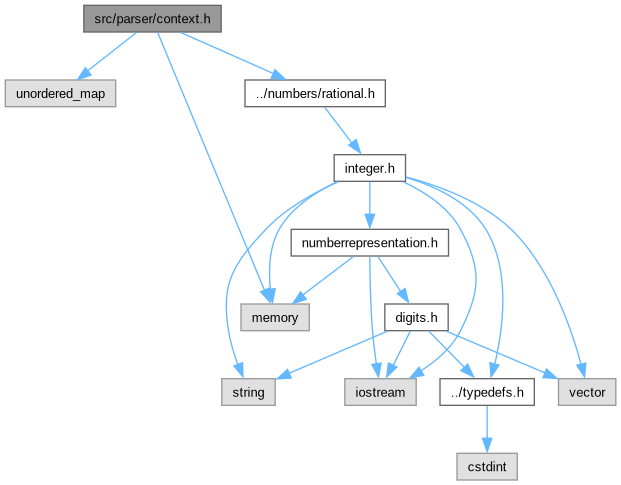 src/parser/context.h
unordered_map
../numbers/rational.h
integer.h
numberrepresentation.h
memory
digits.h
string
iostream
../typedefs.h
vector
cstdint